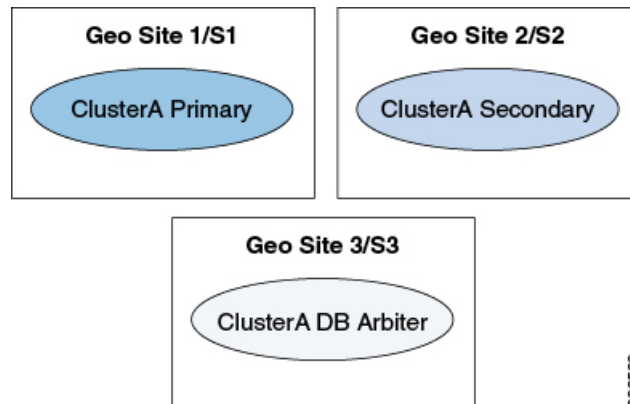 Geo Site 1/S1
ClusterA Primary
Geo Site 2/S2
ClusterA Secondary
Geo Site 3/S3
ClusterA DB Arbiter